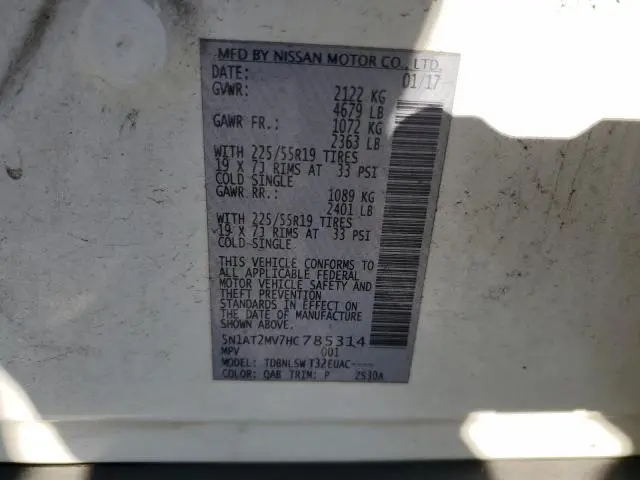 MFD BY NISSAN MOTOR CO., LTD.
DATE: 01/17
GVWR: 2122 KG
4679 LB
GAWR FR.: 1072 KG
2363 LB
WITH 225/55R19 TIRES
19 X 7J RIMS AT 33 PSI
COLD SINGLE
GAWR RR.: 1089 KG
2401 LB
WITH 225/55R19 TIRES
19 X 7J RIMS AT 33 PSI
COLD SINGLE
THIS VEHICLE CONFORMS TO
ALL APPLICABLE FEDERAL
MOTOR VEHICLE SAFETY AND
THEFT PREVENTION
STANDARDS IN EFFECT ON
THE DATE OF MANUFACTURE
SHOWN ABOVE.
5N1AT2MV7HC785314
MPV 001
MODEL: TDBNLSWT32EUAC----
COLOR: QAB TRIM: P 2S30A